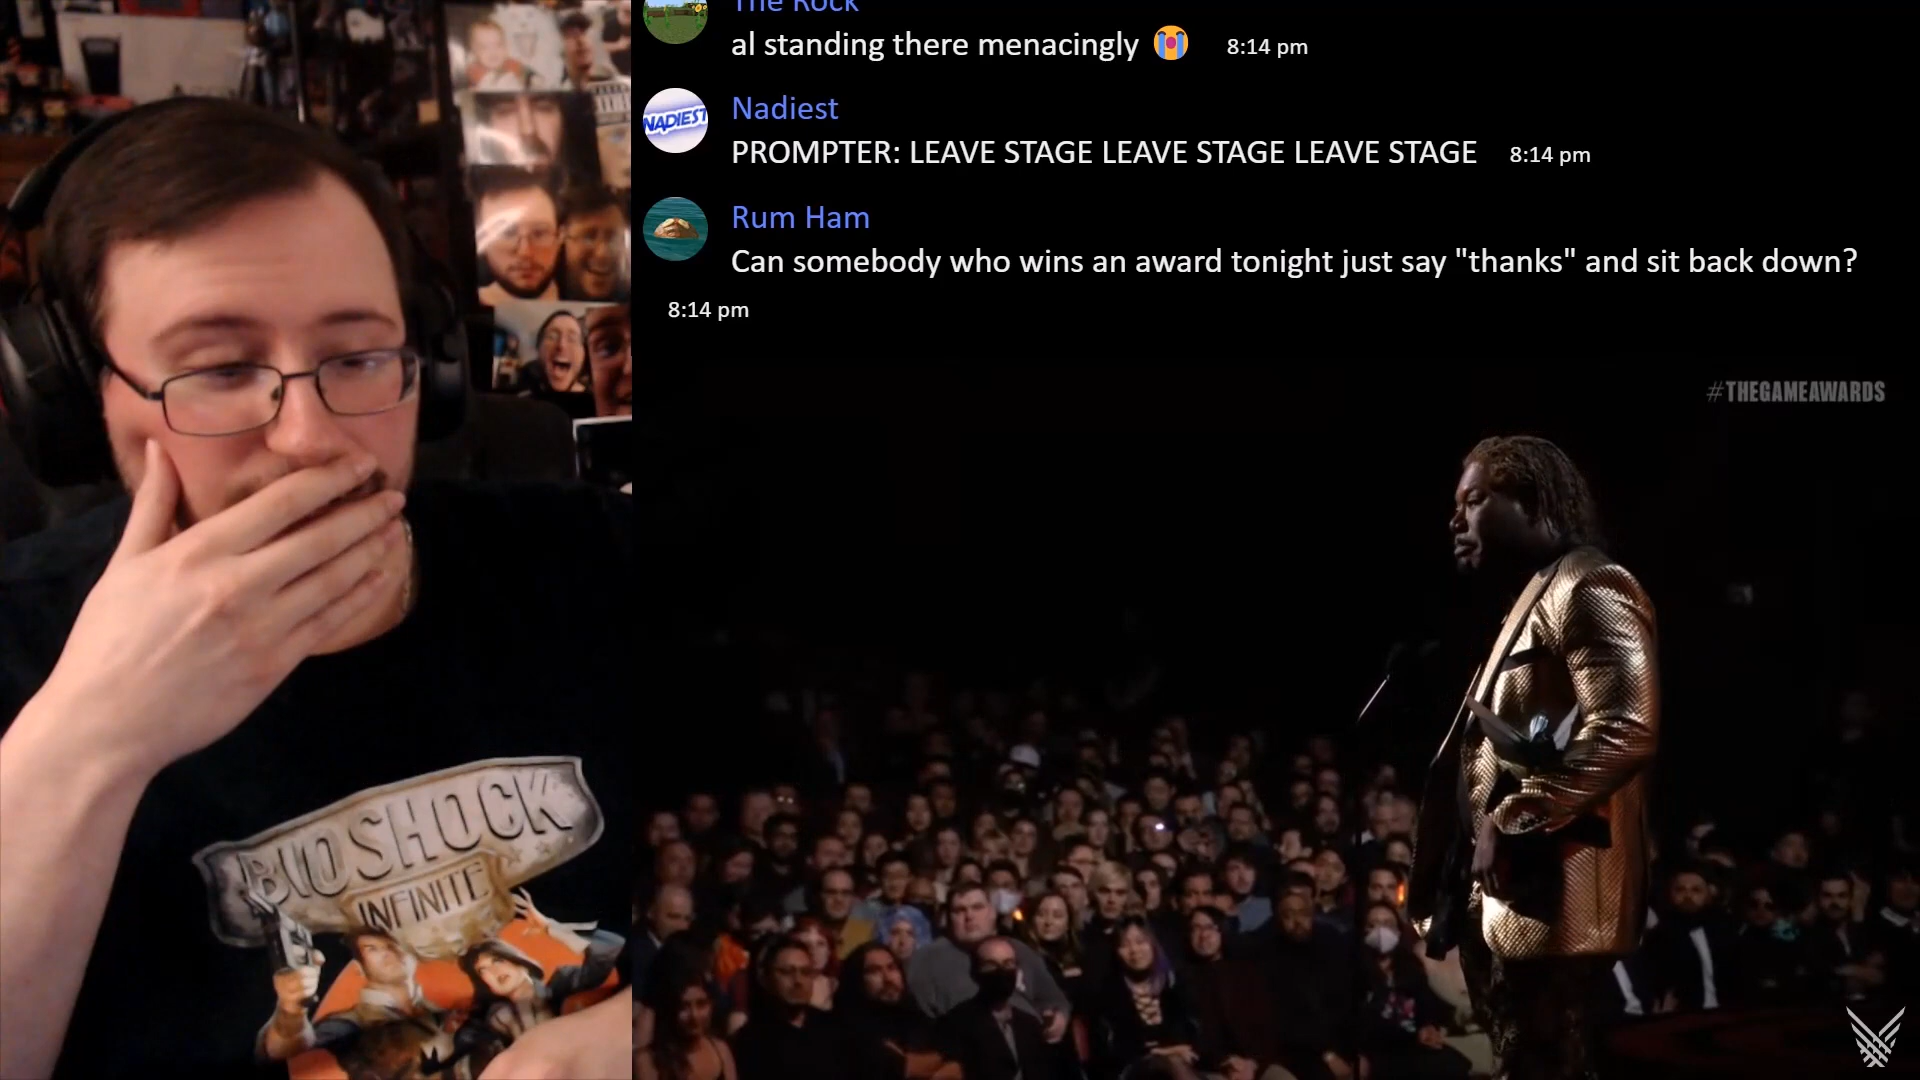 The Rock
al standing there menacingly 😭 8:14 pm
NADIEST
Nadiest
PROMPTER: LEAVE STAGE LEAVE STAGE LEAVE STAGE 8:14 pm
Rum Ham
Can somebody who wins an award tonight just say "thanks" and sit back down?
8:14 pm
#THEGAMEAWARDS
BIOSHOCK
INFINITE